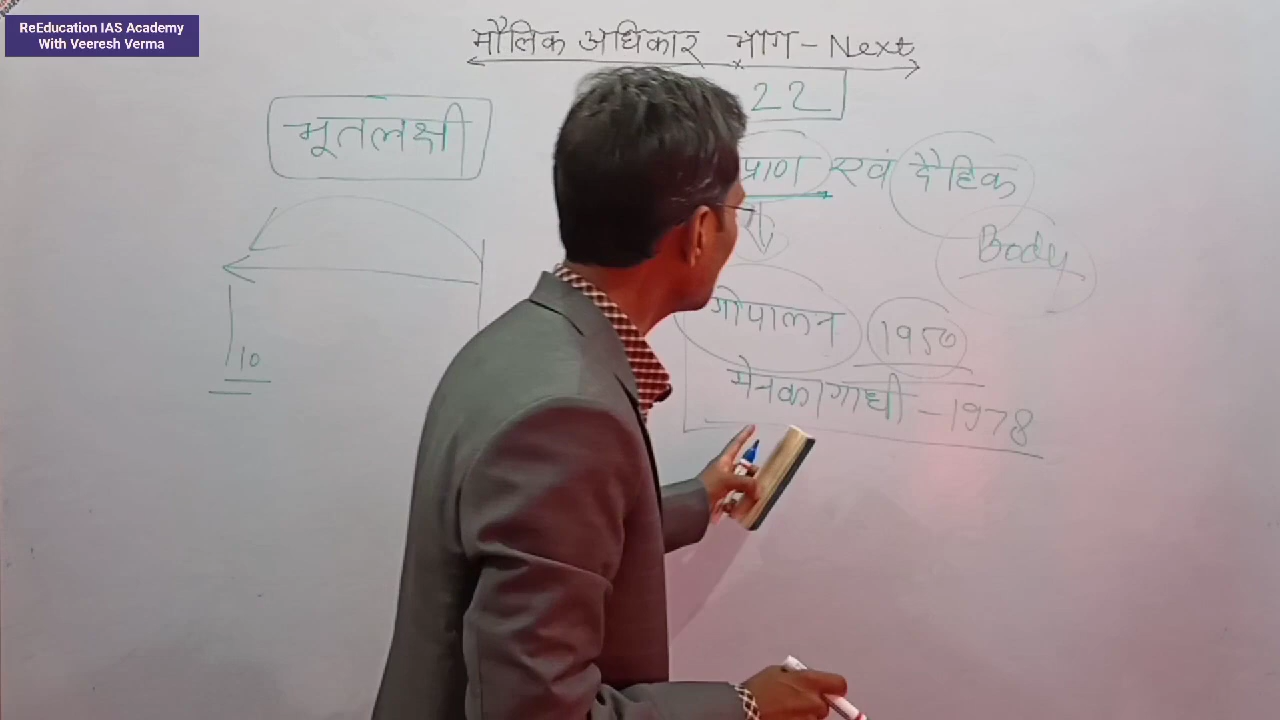 ReEducation IAS Academy
With Veeresh Verma
मौलिक अधिकार भाग - Next
22
भूतलक्षी
प्राण एवं दैहिक
Body
गोपालन 1950
10
मेनका गाधी - 1978